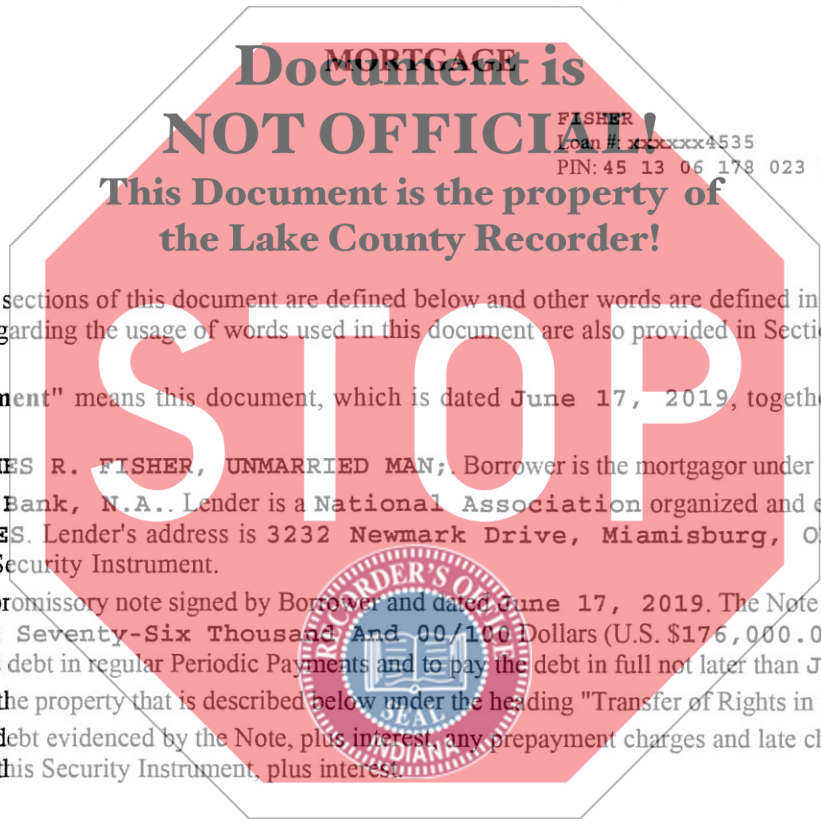 MORTGAGE
Document is
NOT OFFICIAL!
This Document is the property of
the Lake County Recorder!
FISHER
Loan #: xxxxxx4535
PIN: 45 13 06 178 023
sections of this document are defined below and other words are defined in
garding the usage of words used in this document are also provided in Secti
ment" means this document, which is dated June 17, 2019, togethe
ES R. FISHER, UNMARRIED MAN;. Borrower is the mortgagor under
Bank, N.A.. Lender is a National Association organized and e
ES. Lender's address is 3232 Newmark Drive, Miamisburg, O
Security Instrument.
promissory note signed by Borrower and dated June 17, 2019. The Note
Seventy-Six Thousand And 00/100 Dollars (U.S. $176,000.0
debt in regular Periodic Payments and to pay the debt in full not later than J
the property that is described below under the heading "Transfer of Rights in
debt evidenced by the Note, plus interest, any prepayment charges and late ch
this Security Instrument, plus interest.
STOP
RECORDER'S OFFICE
SEAL
INDIANA